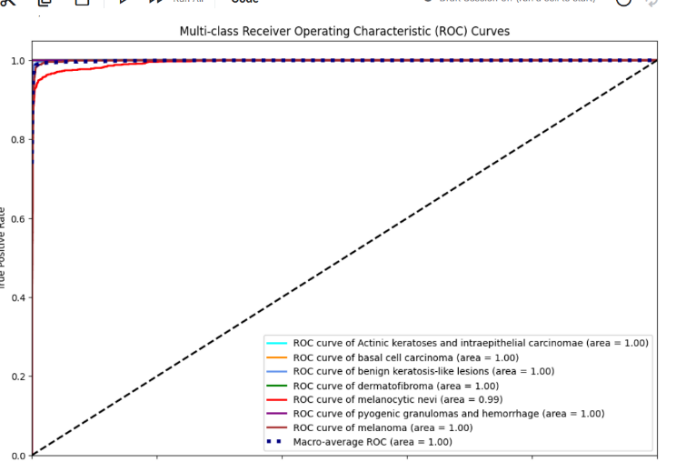 Code
Multi-class Receiver Operating Characteristic (ROC) Curves
1.0
0.8
0.6
0.4
0.2
0.0
True Positive Rate
ROC curve of Actinic keratoses and intraepithelial carcinomae (area = 1.00)
ROC curve of basal cell carcinoma (area = 1.00)
ROC curve of benign keratosis-like lesions (area = 1.00)
ROC curve of dermatofibroma (area = 1.00)
ROC curve of melanocytic nevi (area = 0.99)
ROC curve of pyogenic granulomas and hemorrhage (area = 1.00)
ROC curve of melanoma (area = 1.00)
Macro-average ROC (area = 1.00)